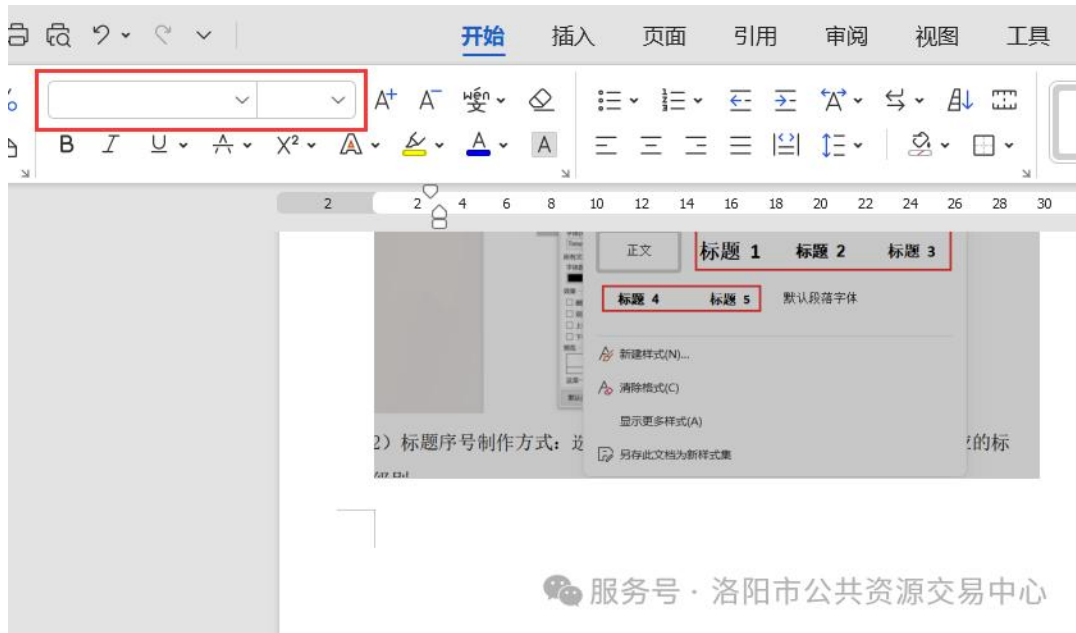 开始 插入 页面 引用 审阅 视图 工具
A+ A- wén 变
B I U A X² A A A
2 2 4 6 8 10 12 14 16 18 20 22 24 26 28 30
正文 标题 1 标题 2 标题 3
标题 4 标题 5 默认段落字体
新建样式(N)...
清除格式(C)
显示更多样式(A)
2）标题序号制作方式：选
的标
另存此文档为新样式集
服务号 · 洛阳市公共资源交易中心